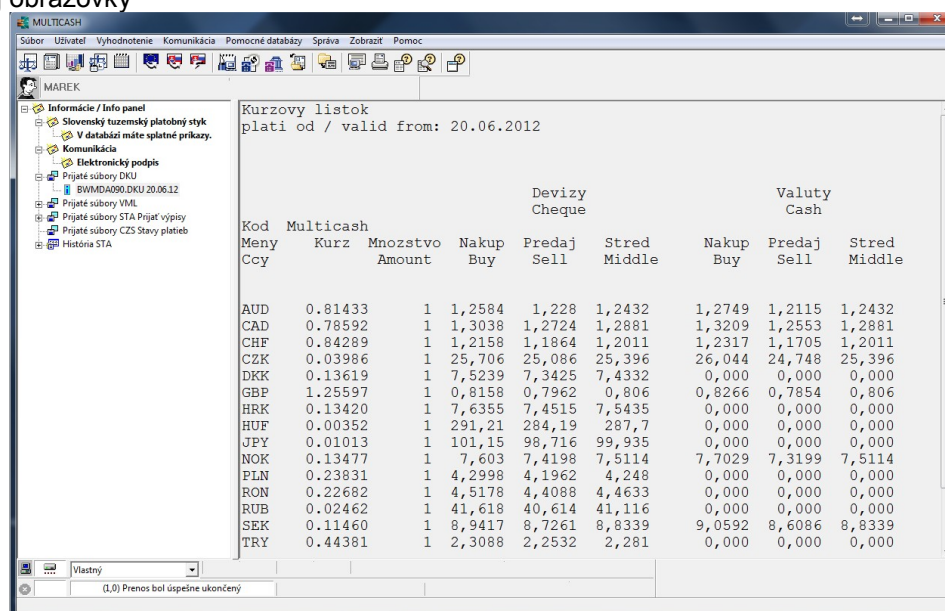 obrazovky
MULTICASH
Súbor Užívateľ Vyhodnotenie Komunikácia Pomocné databázy Správa Zobraziť Pomoc
MAREK
Informácie / Info panel
Slovenský tuzemský platobný styk
V databázi máte splatné príkazy.
Komunikácia
Elektronický podpis
Prijaté súbory DKU
BWMDA090.DKU 20.06.12
Prijaté súbory VML
Prijaté súbory STA Prijať výpisy
Prijaté súbory CZS Stavy platieb
História STA
Kurzovy listok
plati od / valid from: 20.06.2012
Devizy Valuty
Cheque Cash
Kod Multicash
Meny Kurz Mnozstvo Nakup Predaj Stred Nakup Predaj Stred
Ccy Amount Buy Sell Middle Buy Sell Middle
AUD 0.81433 1 1,2584 1,228 1,2432 1,2749 1,2115 1,2432
CAD 0.78592 1 1,3038 1,2724 1,2881 1,3209 1,2553 1,2881
CHF 0.84289 1 1,2158 1,1864 1,2011 1,2317 1,1705 1,2011
CZK 0.03986 1 25,706 25,086 25,396 26,044 24,748 25,396
DKK 0.13619 1 7,5239 7,3425 7,4332 0,000 0,000 0,000
GBP 1.25597 1 0,8158 0,7962 0,806 0,8266 0,7854 0,806
HRK 0.13420 1 7,6355 7,4515 7,5435 0,000 0,000 0,000
HUF 0.00352 1 291,21 284,19 287,7 0,000 0,000 0,000
JPY 0.01013 1 101,15 98,716 99,935 0,000 0,000 0,000
NOK 0.13477 1 7,603 7,4198 7,5114 7,7029 7,3199 7,5114
PLN 0.23831 1 4,2998 4,1962 4,248 0,000 0,000 0,000
RON 0.22682 1 4,5178 4,4088 4,4633 0,000 0,000 0,000
RUB 0.02462 1 41,618 40,614 41,116 0,000 0,000 0,000
SEK 0.11460 1 8,9417 8,7261 8,8339 9,0592 8,6086 8,8339
TRY 0.44381 1 2,3088 2,2532 2,281 0,000 0,000 0,000
Vlastný
(1,0) Prenos bol úspešne ukončený